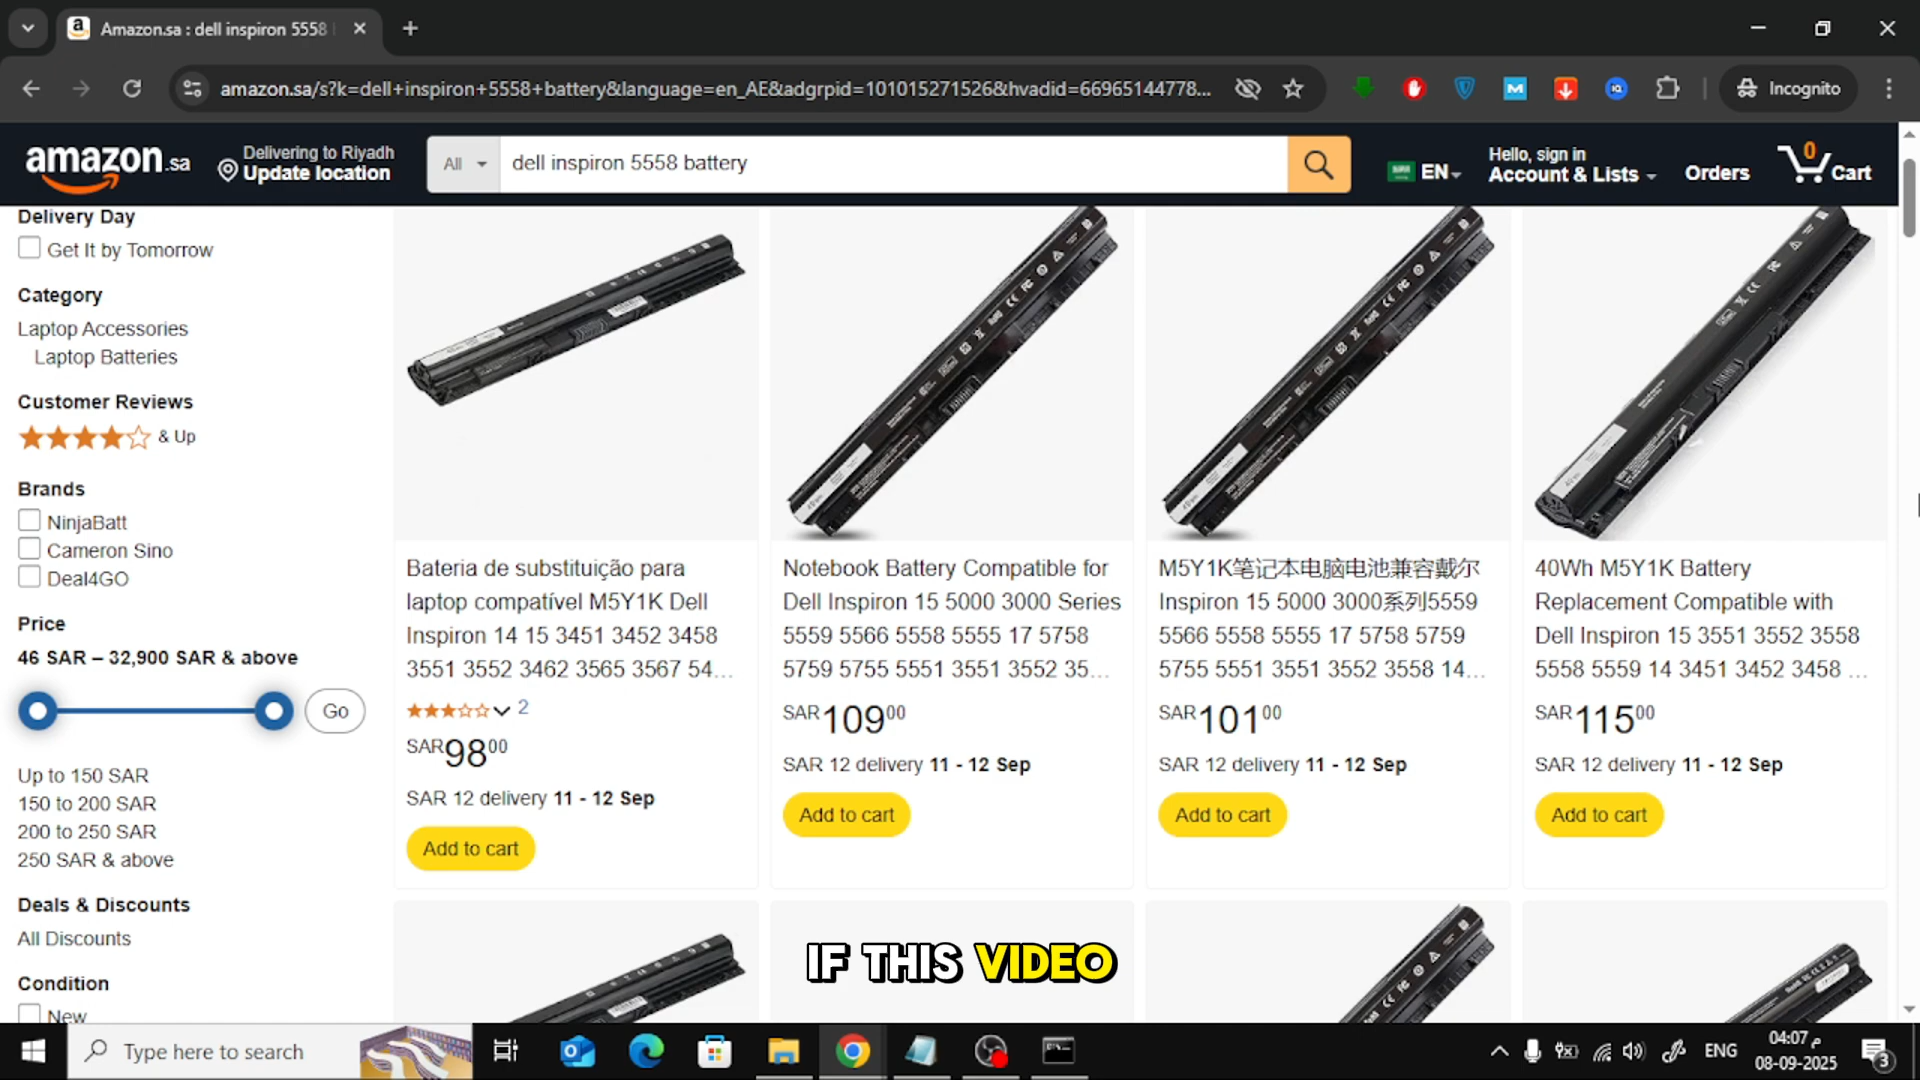 Amazon.sa : dell inspiron 5558
amazon.sa/s?k=dell+inspiron+5558+battery&language=en_AE&adgrpid=101015271526&hvadid=66965144778...
Incognito
amazon.sa
Delivering to Riyadh
Update location
All
dell inspiron 5558 battery
EN
Hello, sign in
Account & Lists
Orders
0
Cart
Delivery Day
Get It by Tomorrow
Category
Laptop Accessories
Laptop Batteries
Customer Reviews
& Up
Brands
NinjaBatt
Cameron Sino
Deal4GO
Price
46 SAR – 32,900 SAR & above
Go
Up to 150 SAR
150 to 200 SAR
200 to 250 SAR
250 SAR & above
Deals & Discounts
All Discounts
Condition
New
Bateria de substituição para
laptop compatível M5Y1K Dell
Inspiron 14 15 3451 3452 3458
3551 3552 3462 3565 3567 54...
2
SAR 98 00
SAR 12 delivery 11 - 12 Sep
Add to cart
Notebook Battery Compatible for
Dell Inspiron 15 5000 3000 Series
5559 5566 5558 5555 17 5758
5759 5755 5551 3551 3552 35...
SAR 109 00
SAR 12 delivery 11 - 12 Sep
Add to cart
M5Y1K笔记本电脑电池兼容戴尔
Inspiron 15 5000 3000系列5559
5566 5558 5555 17 5758 5759
5755 5551 3551 3552 3558 14...
SAR 101 00
SAR 12 delivery 11 - 12 Sep
Add to cart
40Wh M5Y1K Battery
Replacement Compatible with
Dell Inspiron 15 3551 3552 3558
5558 5559 14 3451 3452 3458 ...
SAR 115 00
SAR 12 delivery 11 - 12 Sep
Add to cart
IF THIS VIDEO
Type here to search
ENG
04:07 م
08-09-2025
3